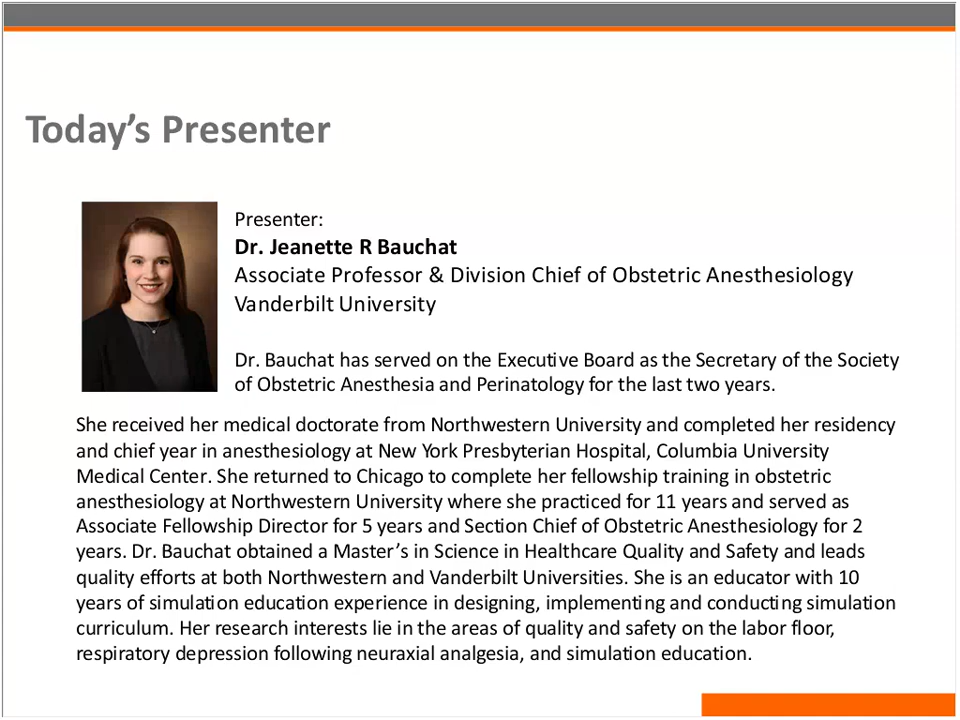 Today’s Presenter
Presenter:
Dr. Jeanette R Bauchat
Associate Professor & Division Chief of Obstetric Anesthesiology
Vanderbilt University
Dr. Bauchat has served on the Executive Board as the Secretary of the Society
of Obstetric Anesthesia and Perinatology for the last two years.
She received her medical doctorate from Northwestern University and completed her residency
and chief year in anesthesiology at New York Presbyterian Hospital, Columbia University
Medical Center. She returned to Chicago to complete her fellowship training in obstetric
anesthesiology at Northwestern University where she practiced for 11 years and served as
Associate Fellowship Director for 5 years and Section Chief of Obstetric Anesthesiology for 2
years. Dr. Bauchat obtained a Master’s in Science in Healthcare Quality and Safety and leads
quality efforts at both Northwestern and Vanderbilt Universities. She is an educator with 10
years of simulation education experience in designing, implementing and conducting simulation
curriculum. Her research interests lie in the areas of quality and safety on the labor floor,
respiratory depression following neuraxial analgesia, and simulation education.